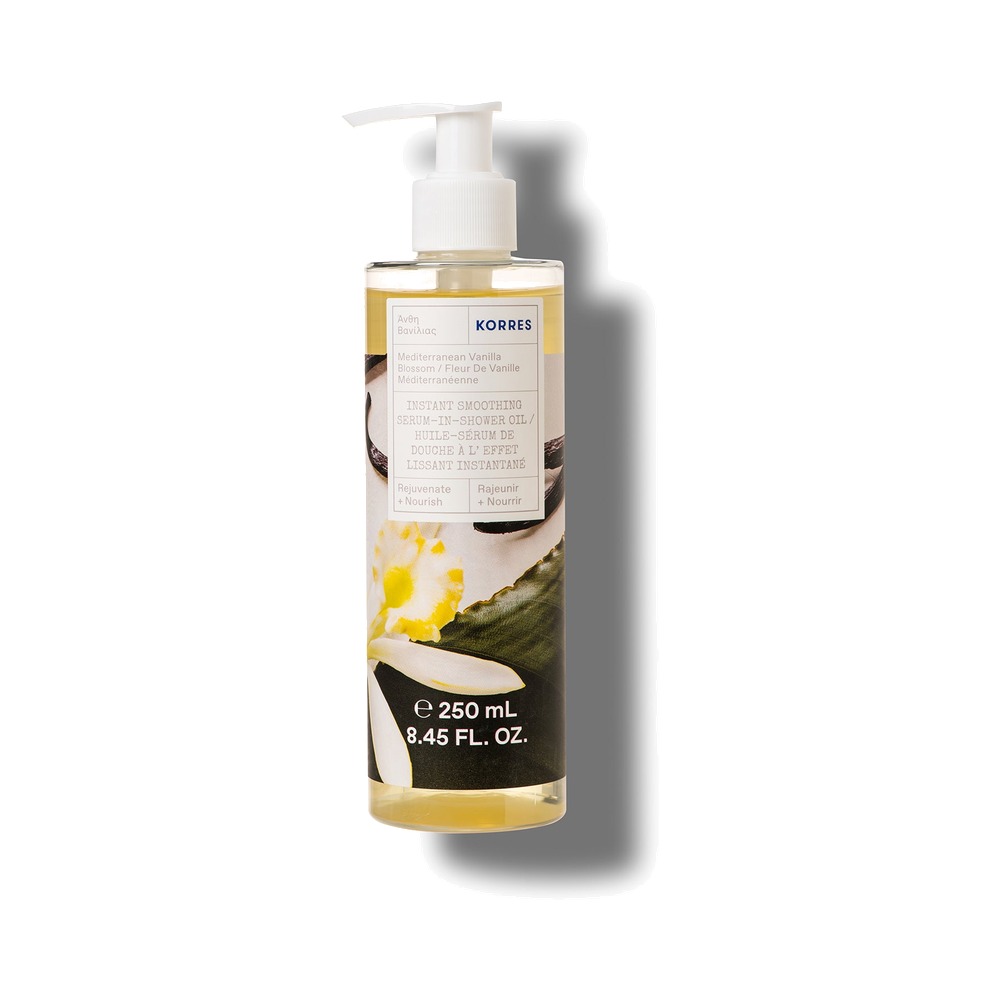 Άνθη
Βανίλιας
KORRES
Mediterranean Vanilla
Blossom / Fleur De Vanille
Méditerranéenne
INSTANT SMOOTHING
SERUM-IN-SHOWER OIL /
HUILE-SÉRUM DE
DOUCHE À L' EFFET
LISSANT INSTANTANÉ
Rejuvenate
+ Nourish
Rajeunir
+ Nourrir
℮ 250 mL
8.45 FL. OZ.